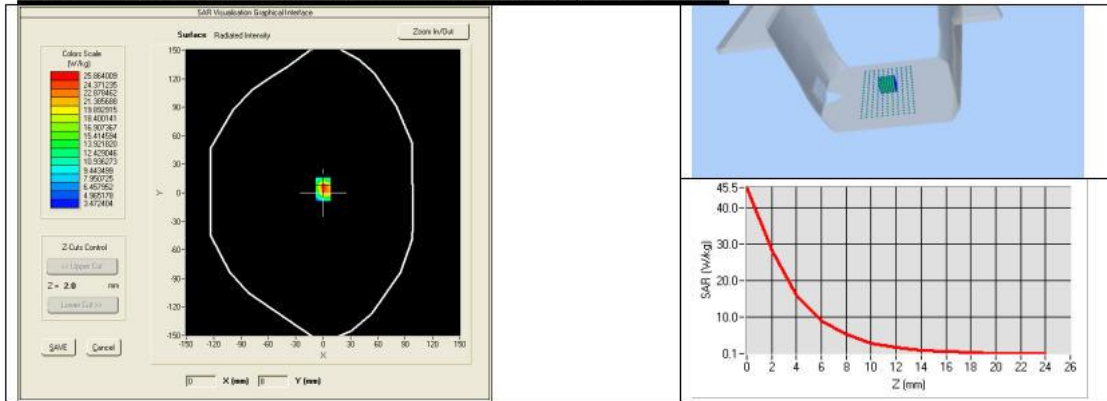 SAR Visualisation Graphical Interface
Surface Radiated Intensity
Zoom In/Out
Colors Scale
(W/kg)
25.864009
24.371235
22.878462
21.385688
19.892915
18.400141
16.907367
15.414594
13.921820
12.429046
10.936273
9.443499
7.950725
6.457952
4.965178
3.472404
Z-Cuts Control
<< Upper Cut
Z = 2.0 mm
Lower Cut >>
SAVE Cancel
150-
120-
90-
60-
30-
0-
-30-
-60-
-90-
-120-
-150-
Y
-150 -120 -90 -60 -30 0 30 60 90 120 150
X
0 X (mm) 8 Y (mm)
45.5-
40.0-
30.0-
20.0-
10.0-
0.1-
SAR (W/kg)
0 2 4 6 8 10 12 14 16 18 20 22 24 26
Z (mm)